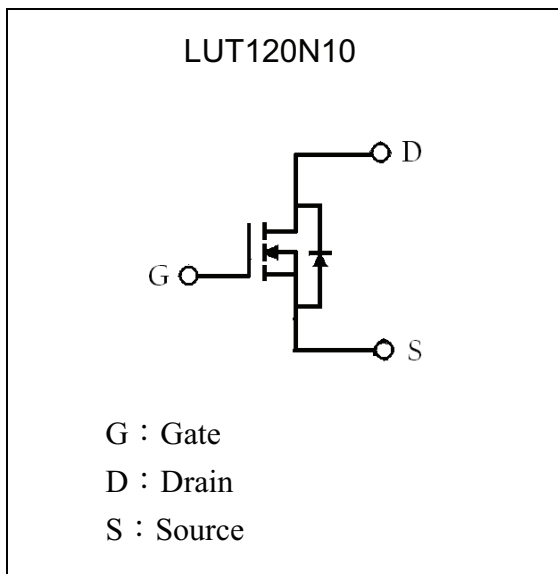 LUT120N10
D
G
S
G：Gate
D：Drain
S：Source